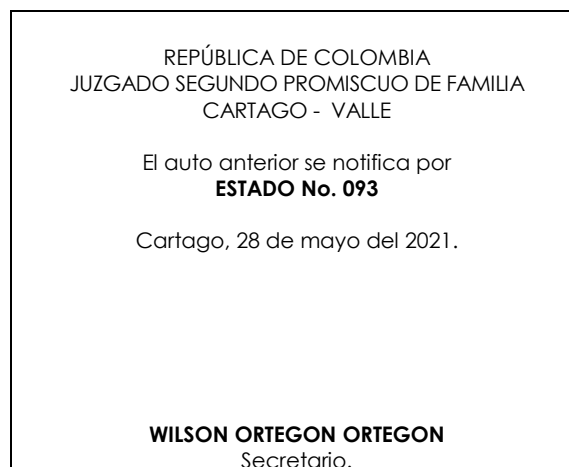 REPÚBLICA DE COLOMBIA
JUZGADO SEGUNDO PROMISCUO DE FAMILIA
CARTAGO - VALLE
El auto anterior se notifica por
ESTADO No. 093
Cartago, 28 de mayo del 2021.
WILSON ORTEGON ORTEGON
Secretario.